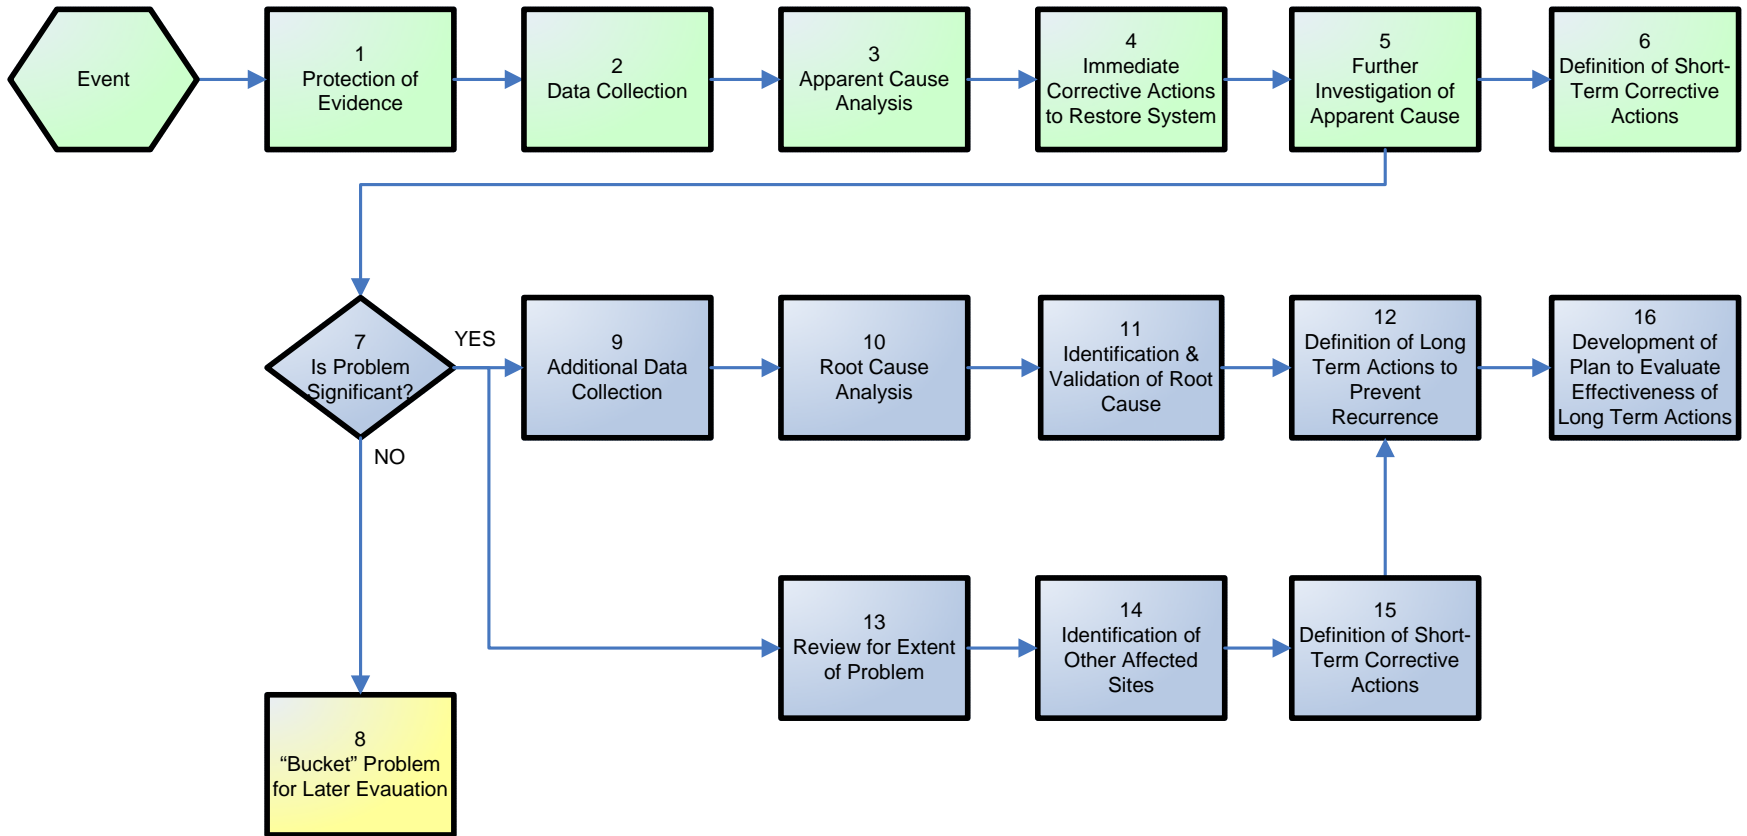 Event
1
Protection of
Evidence
2
Data Collection
3
Apparent Cause
Analysis
4
Immediate
Corrective Actions
to Restore System
5
Further
Investigation of
Apparent Cause
6
Definition of Short-
Term Corrective
Actions
7
Is Problem
Significant?
YES
NO
9
Additional Data
Collection
10
Root Cause
Analysis
11
Identification &
Validation of Root
Cause
12
Definition of Long
Term Actions to
Prevent
Recurrence
16
Development of
Plan to Evaluate
Effectiveness of
Long Term Actions
13
Review for Extent
of Problem
14
Identification of
Other Affected
Sites
15
Definition of Short-
Term Corrective
Actions
8
“Bucket” Problem
for Later Evauation